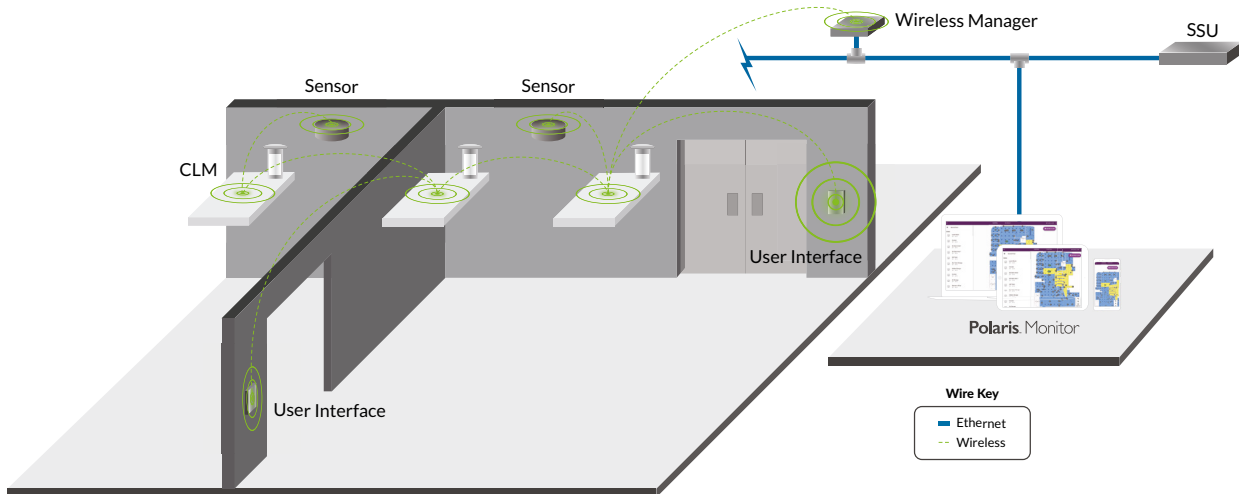 Wireless Manager
SSU
Sensor
Sensor
CLM
User Interface
User Interface
Polaris. Monitor
Wire Key
Ethernet
Wireless